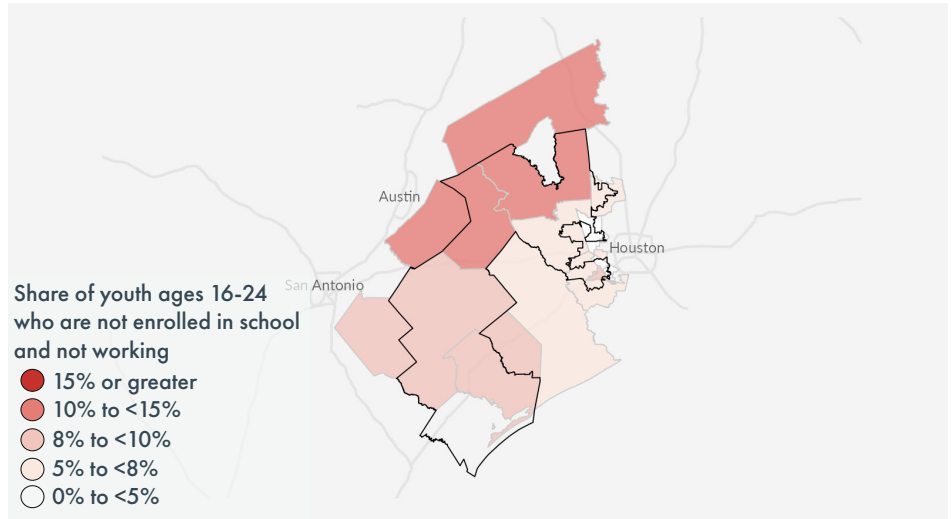 Austin
Houston
San Antonio
Share of youth ages 16-24
who are not enrolled in school
and not working
15% or greater
10% to <15%
8% to <10%
5% to <8%
0% to <5%